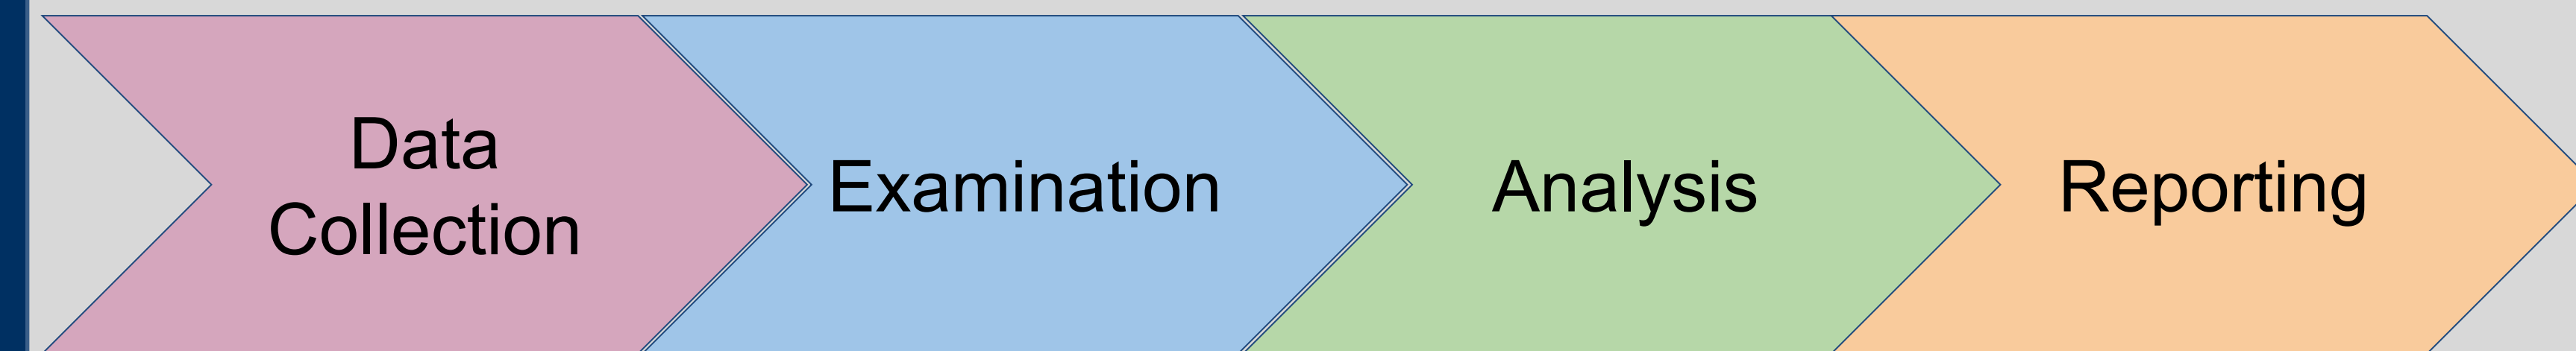 Data
Collection
Examination
Analysis
Reporting